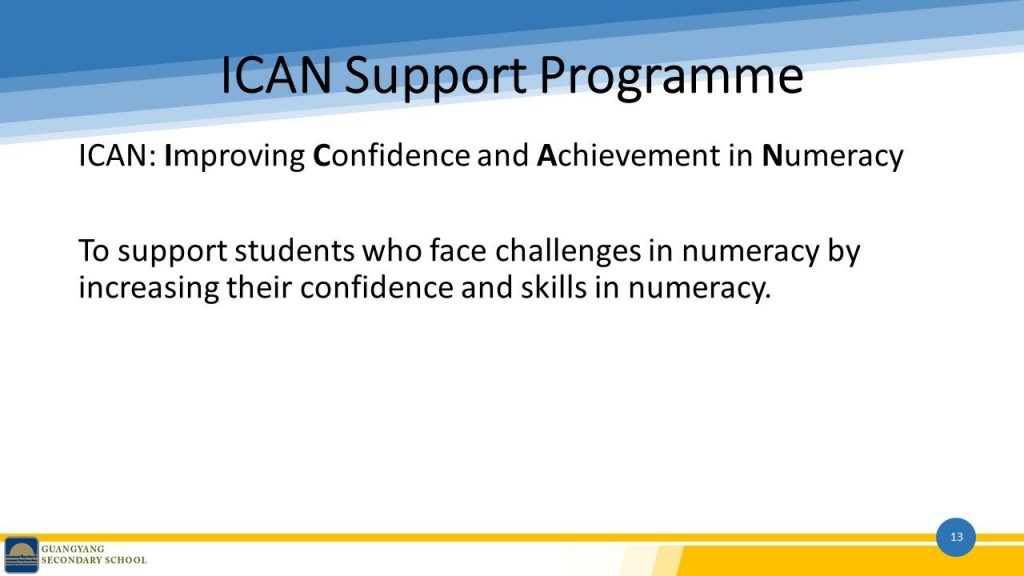 ICAN Support Programme
ICAN: Improving Confidence and Achievement in Numeracy
To support students who face challenges in numeracy by
increasing their confidence and skills in numeracy.
13
GUANGYANG
SECONDARY SCHOOL